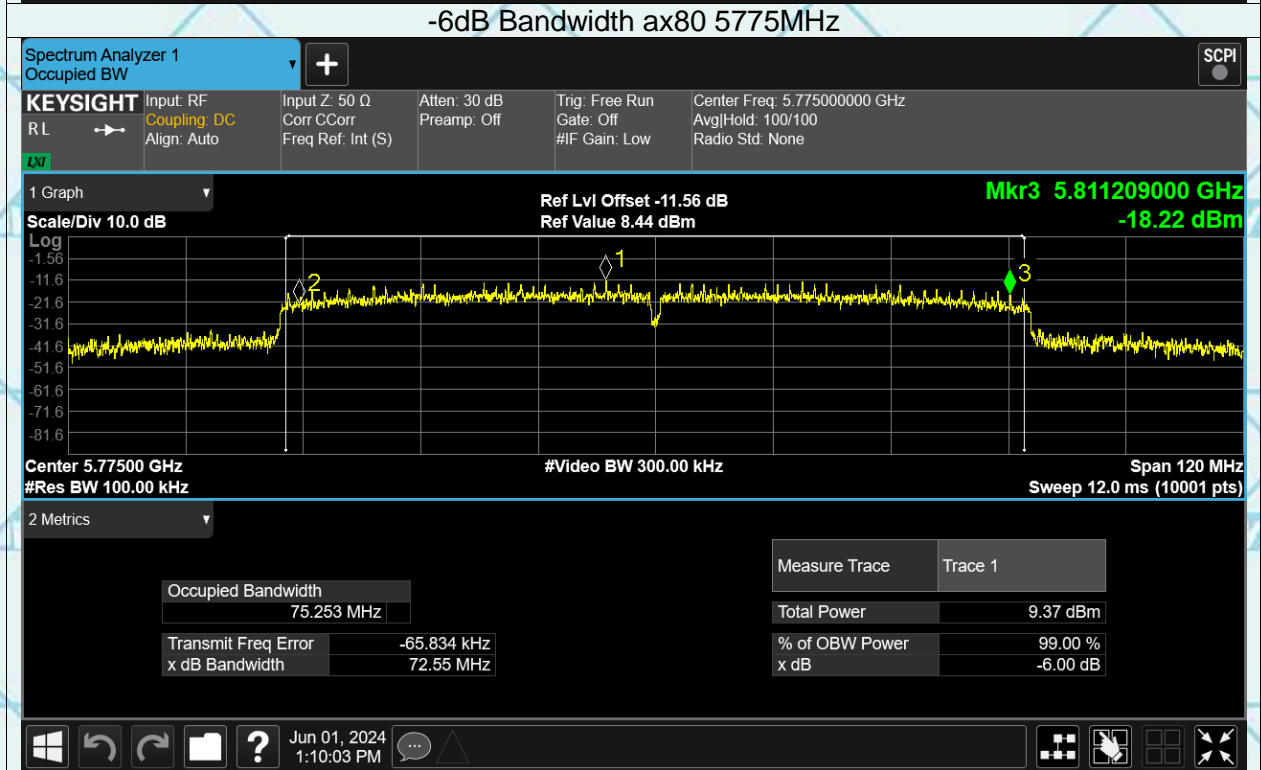 -6dB Bandwidth ax80 5775MHz
Spectrum Analyzer 1
Occupied BW
+
SCPI
KEYSIGHT
RL
LXI
Input: RF
Coupling: DC
Align: Auto
Input Z: 50 Ω
Corr CCorr
Freq Ref: Int (S)
Atten: 30 dB
Preamp: Off
Trig: Free Run
Gate: Off
#IF Gain: Low
Center Freq: 5.775000000 GHz
Avg|Hold: 100/100
Radio Std: None
1 Graph
Scale/Div 10.0 dB
Ref Lvl Offset -11.56 dB
Ref Value 8.44 dBm
Mkr3 5.811209000 GHz
-18.22 dBm
Log
-1.56
-11.6
-21.6
-31.6
-41.6
-51.6
-61.6
-71.6
-81.6
1
2
3
Center 5.77500 GHz
#Video BW 300.00 kHz
Span 120 MHz
#Res BW 100.00 kHz
Sweep 12.0 ms (10001 pts)
2 Metrics
Occupied Bandwidth
75.253 MHz
Transmit Freq Error -65.834 kHz
x dB Bandwidth 72.55 MHz
Measure Trace Trace 1
Total Power 9.37 dBm
% of OBW Power 99.00 %
x dB -6.00 dB
?
Jun 01, 2024
1:10:03 PM